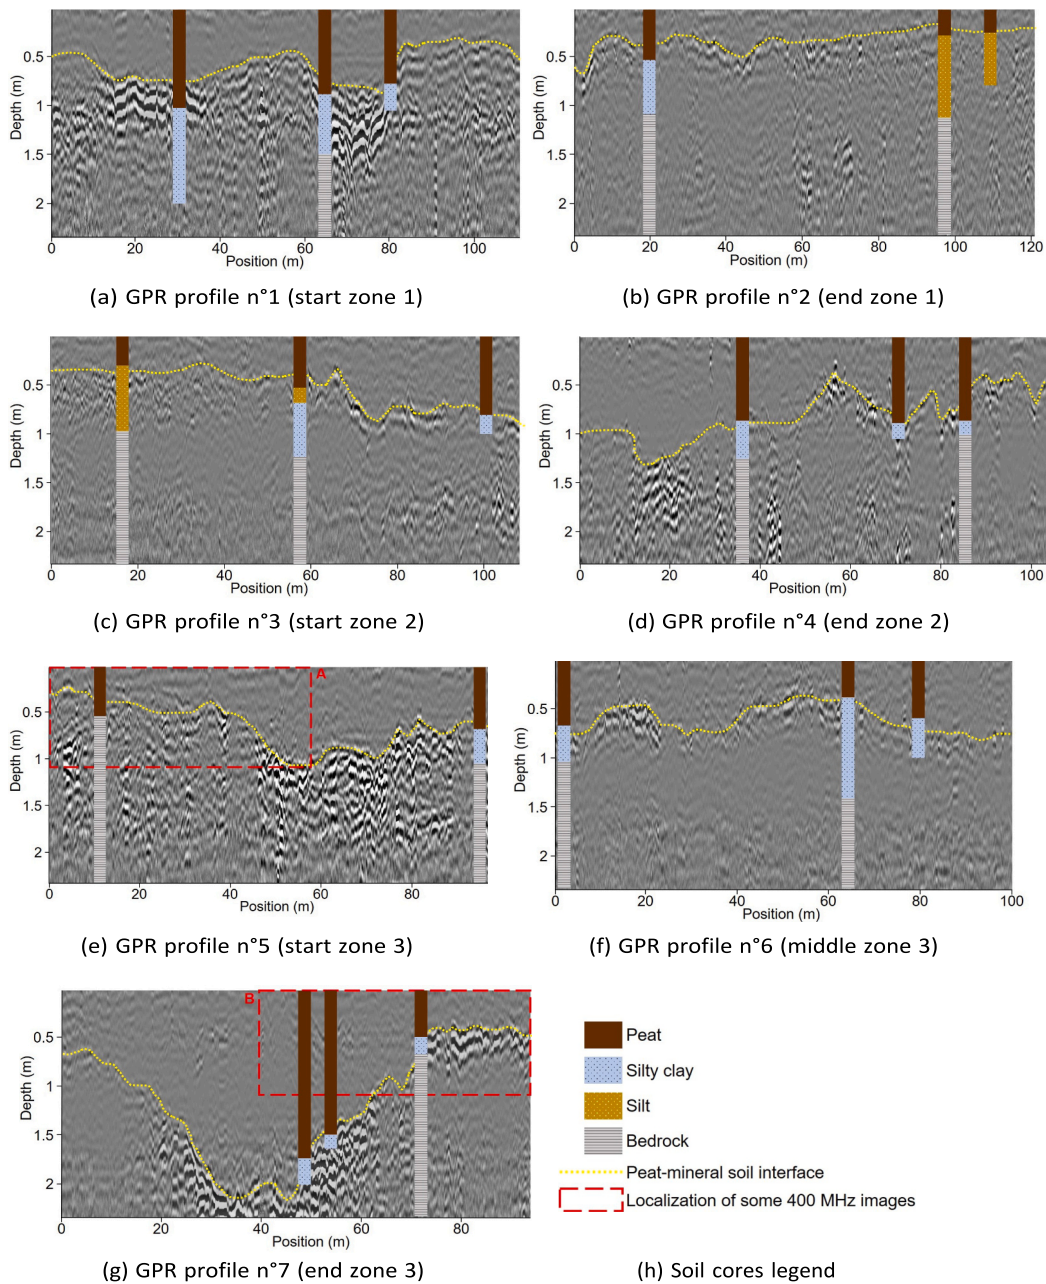 0.5
1
1.5
2
Depth (m)
0 20 40 60 80 100
Position (m)
(a) GPR profile n°1 (start zone 1)
0.5
1
1.5
2
Depth (m)
0 20 40 60 80 100 120
Position (m)
(b) GPR profile n°2 (end zone 1)
0.5
1
1.5
2
Depth (m)
0 20 40 60 80 100
Position (m)
(c) GPR profile n°3 (start zone 2)
0.5
1
1.5
2
Depth (m)
0 20 40 60 80 100
Position (m)
(d) GPR profile n°4 (end zone 2)
A
0.5
1
1.5
2
Depth (m)
0 20 40 60 80
Position (m)
(e) GPR profile n°5 (start zone 3)
0.5
1
1.5
2
Depth (m)
0 20 40 60 80 100
Position (m)
(f) GPR profile n°6 (middle zone 3)
B
0.5
1
1.5
2
Depth (m)
0 20 40 60 80
Position (m)
(g) GPR profile n°7 (end zone 3)
Peat
Silty clay
Silt
Bedrock
Peat-mineral soil interface
Localization of some 400 MHz images
(h) Soil cores legend